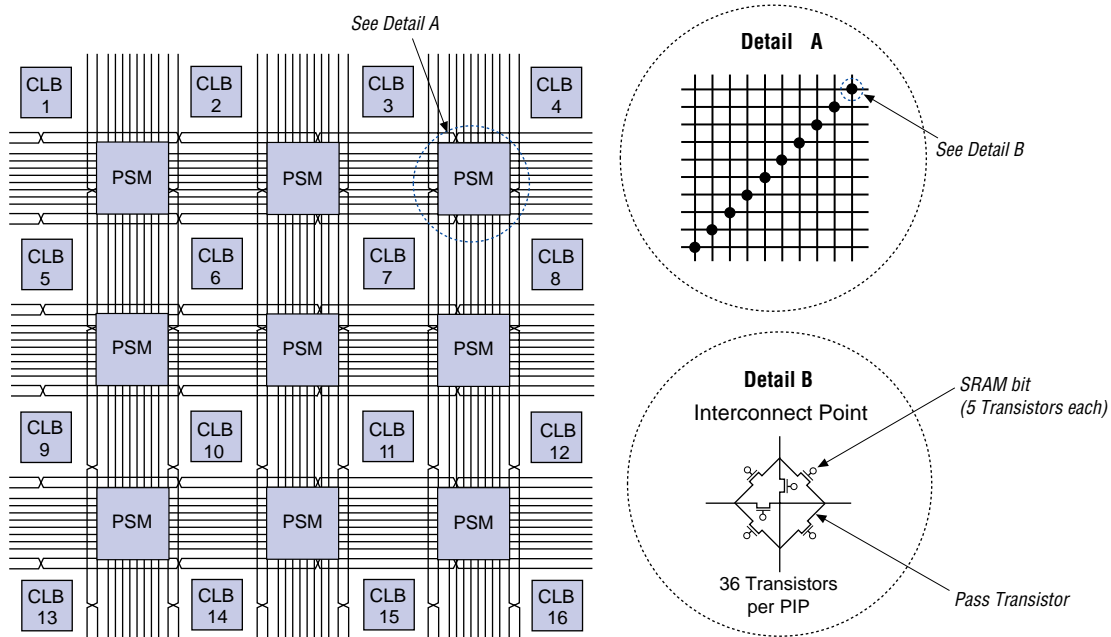 See Detail A
CLB
1
CLB
2
CLB
3
CLB
4
PSM
PSM
PSM
CLB
5
CLB
6
CLB
7
CLB
8
PSM
PSM
PSM
CLB
9
CLB
10
CLB
11
CLB
12
PSM
PSM
PSM
CLB
13
CLB
14
CLB
15
CLB
16
Detail A
See Detail B
Detail B
Interconnect Point
SRAM bit
(5 Transistors each)
36 Transistors
per PIP
Pass Transistor